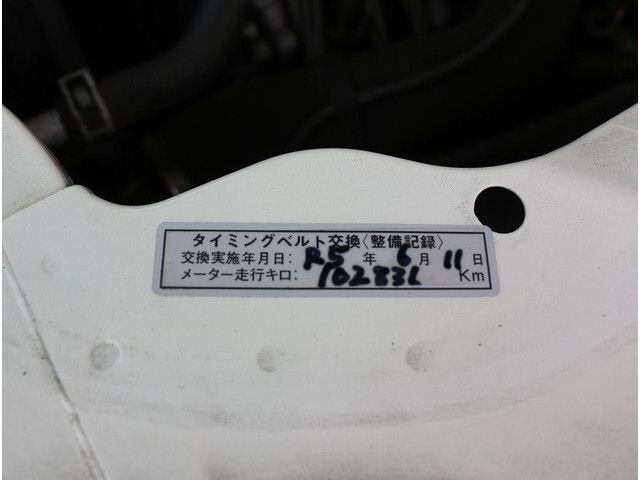 タイミングベルト交換〈整備記録〉
交換実施年月日: R5 年 6 月 11 日
メーター走行キロ: 102831 Km